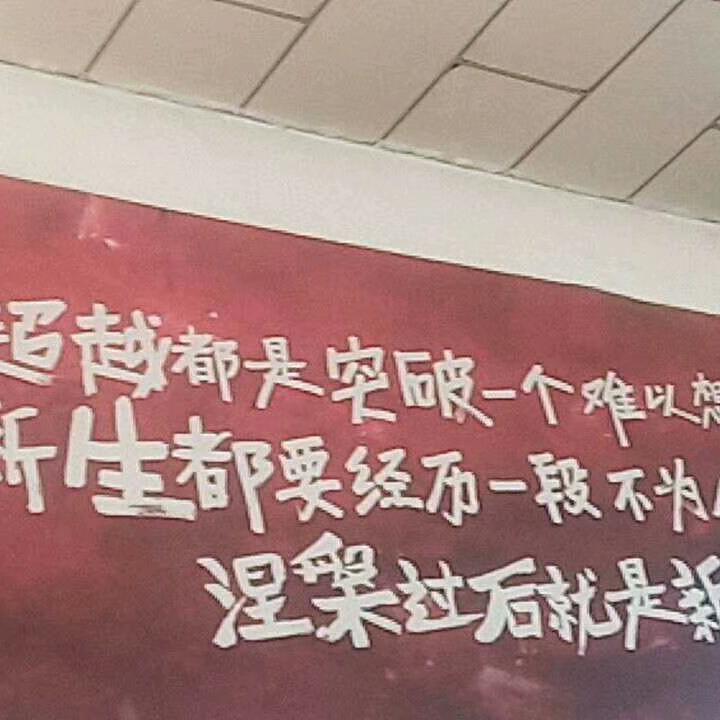 超越都是突破一个难以想
新生都要经历一段不为
涅槃过后就是新